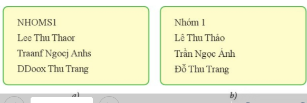 NHOMS1
Lee Thu Thaor
Traanf Ngocj Anhs
DDoox Thu Trang
a)
Nhóm 1
Lê Thu Thảo
Trần Ngọc Ánh
Đỗ Thu Trang
b)